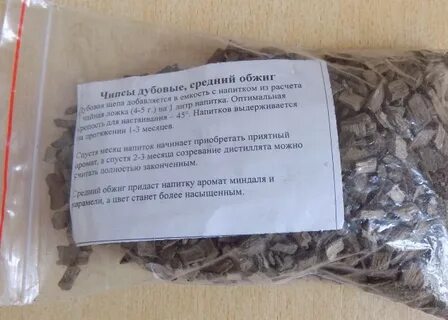 Чипсы дубовые, средний обжиг
Дубовая щепа добавляется в емкость с напитком из расчета
чайная ложка (4-5 г.) на 1 литр напитка. Оптимальная
крепость для настаивания – 45°. Напитков выдерживается
на протяжении 1-3 месяцев.
Спустя месяц напиток начинает приобретать приятный
аромат, а спустя 2-3 месяца созревание дистиллята можно
считать полностью законченным.
Средний обжиг придаст напитку аромат миндаля и
карамели, а цвет станет более насыщенным.